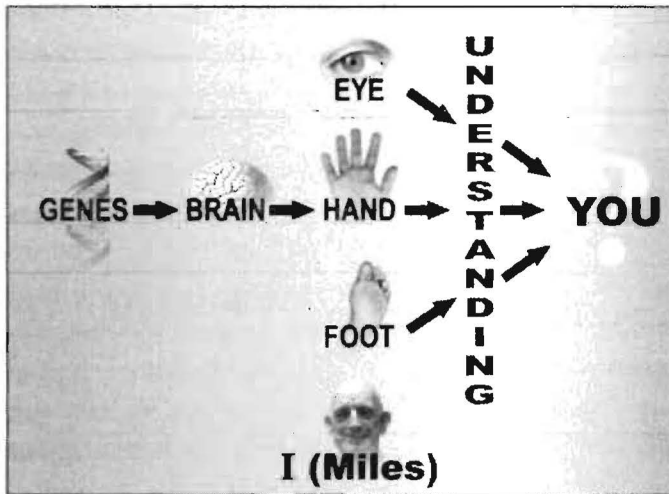 EYE
GENES
BRAIN
HAND
FOOT
UNDERSTANDING
YOU
I (Miles)